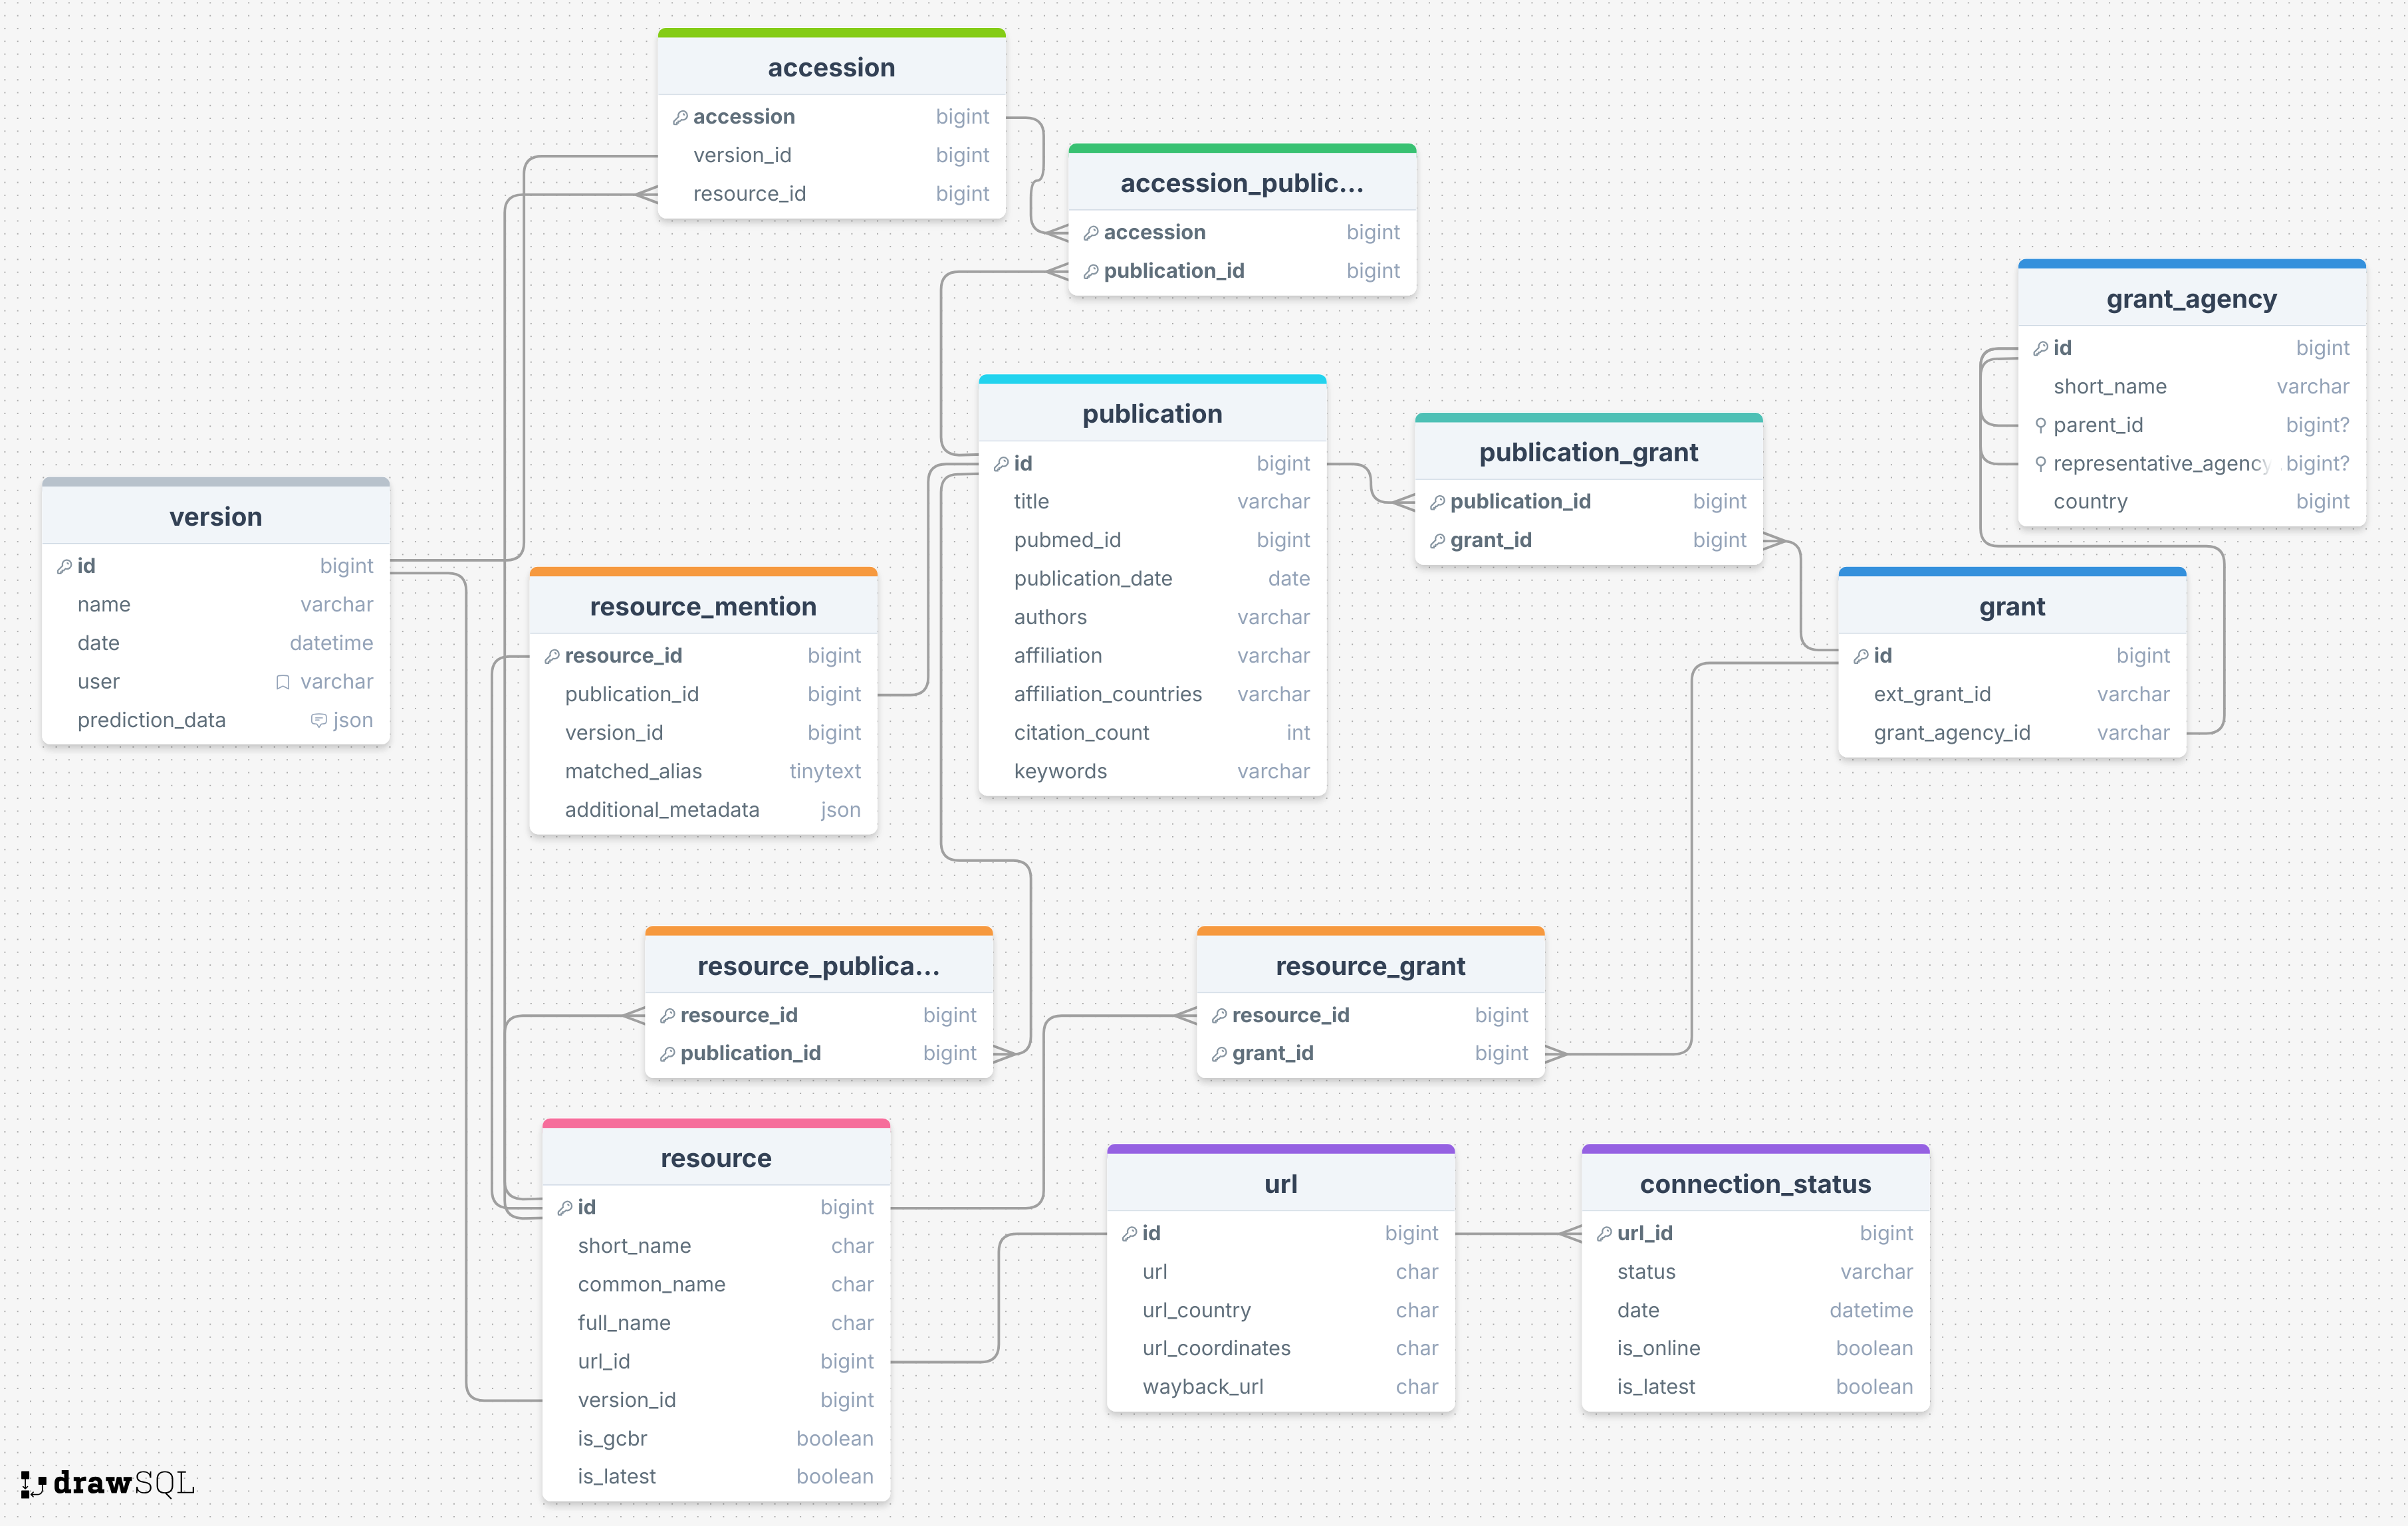 accession
accession bigint
version_id bigint
resource_id bigint
accession_public...
accession bigint
publication_id bigint
grant_agency
id bigint
short_name varchar
parent_id bigint?
representative_agency bigint?
country bigint
publication
id bigint
title varchar
pubmed_id bigint
publication_date date
authors varchar
affiliation varchar
affiliation_countries varchar
citation_count int
keywords varchar
publication_grant
publication_id bigint
grant_id bigint
version
id bigint
name varchar
date datetime
user varchar
prediction_data json
resource_mention
resource_id bigint
publication_id bigint
version_id bigint
matched_alias tinytext
additional_metadata json
grant
id bigint
ext_grant_id varchar
grant_agency_id varchar
resource_publica...
resource_id bigint
publication_id bigint
resource_grant
resource_id bigint
grant_id bigint
resource
id bigint
short_name char
common_name char
full_name char
url_id bigint
version_id bigint
is_gcbr boolean
is_latest boolean
url
id bigint
url char
url_country char
url_coordinates char
wayback_url char
connection_status
url_id bigint
status varchar
date datetime
is_online boolean
is_latest boolean
drawSQL